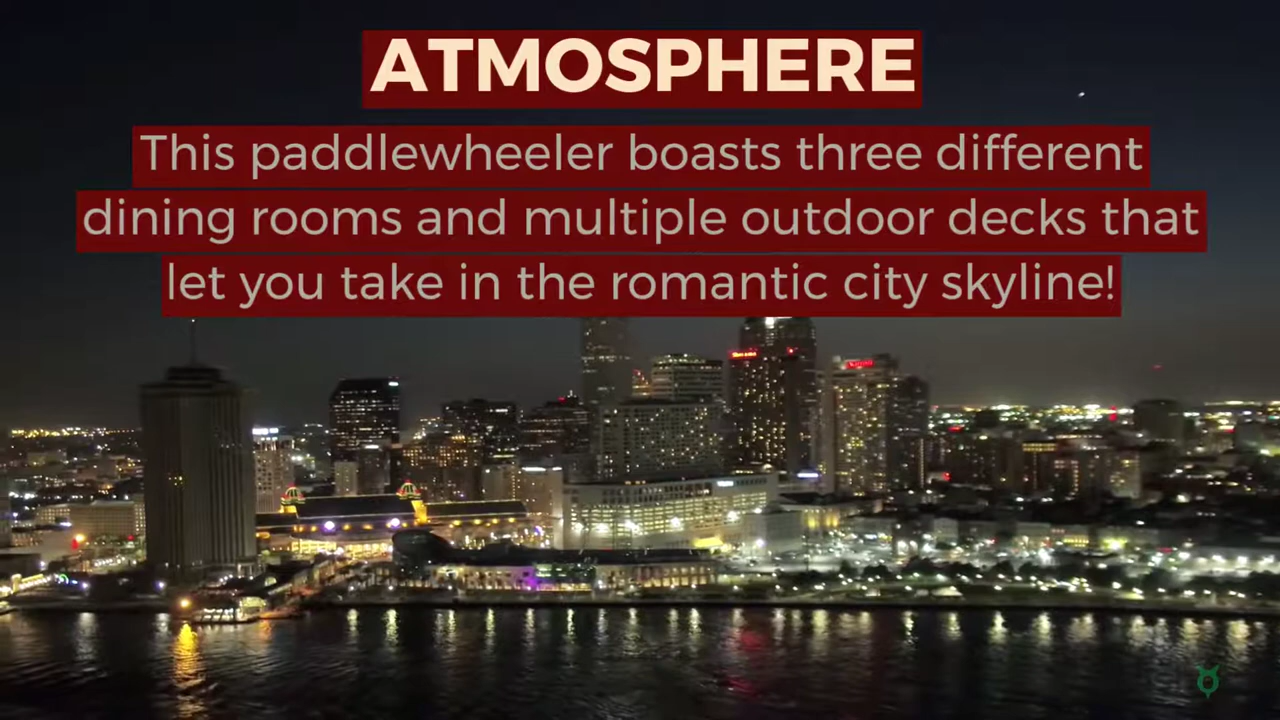 ATMOSPHERE
This paddlewheeler boasts three different
dining rooms and multiple outdoor decks that
let you take in the romantic city skyline!